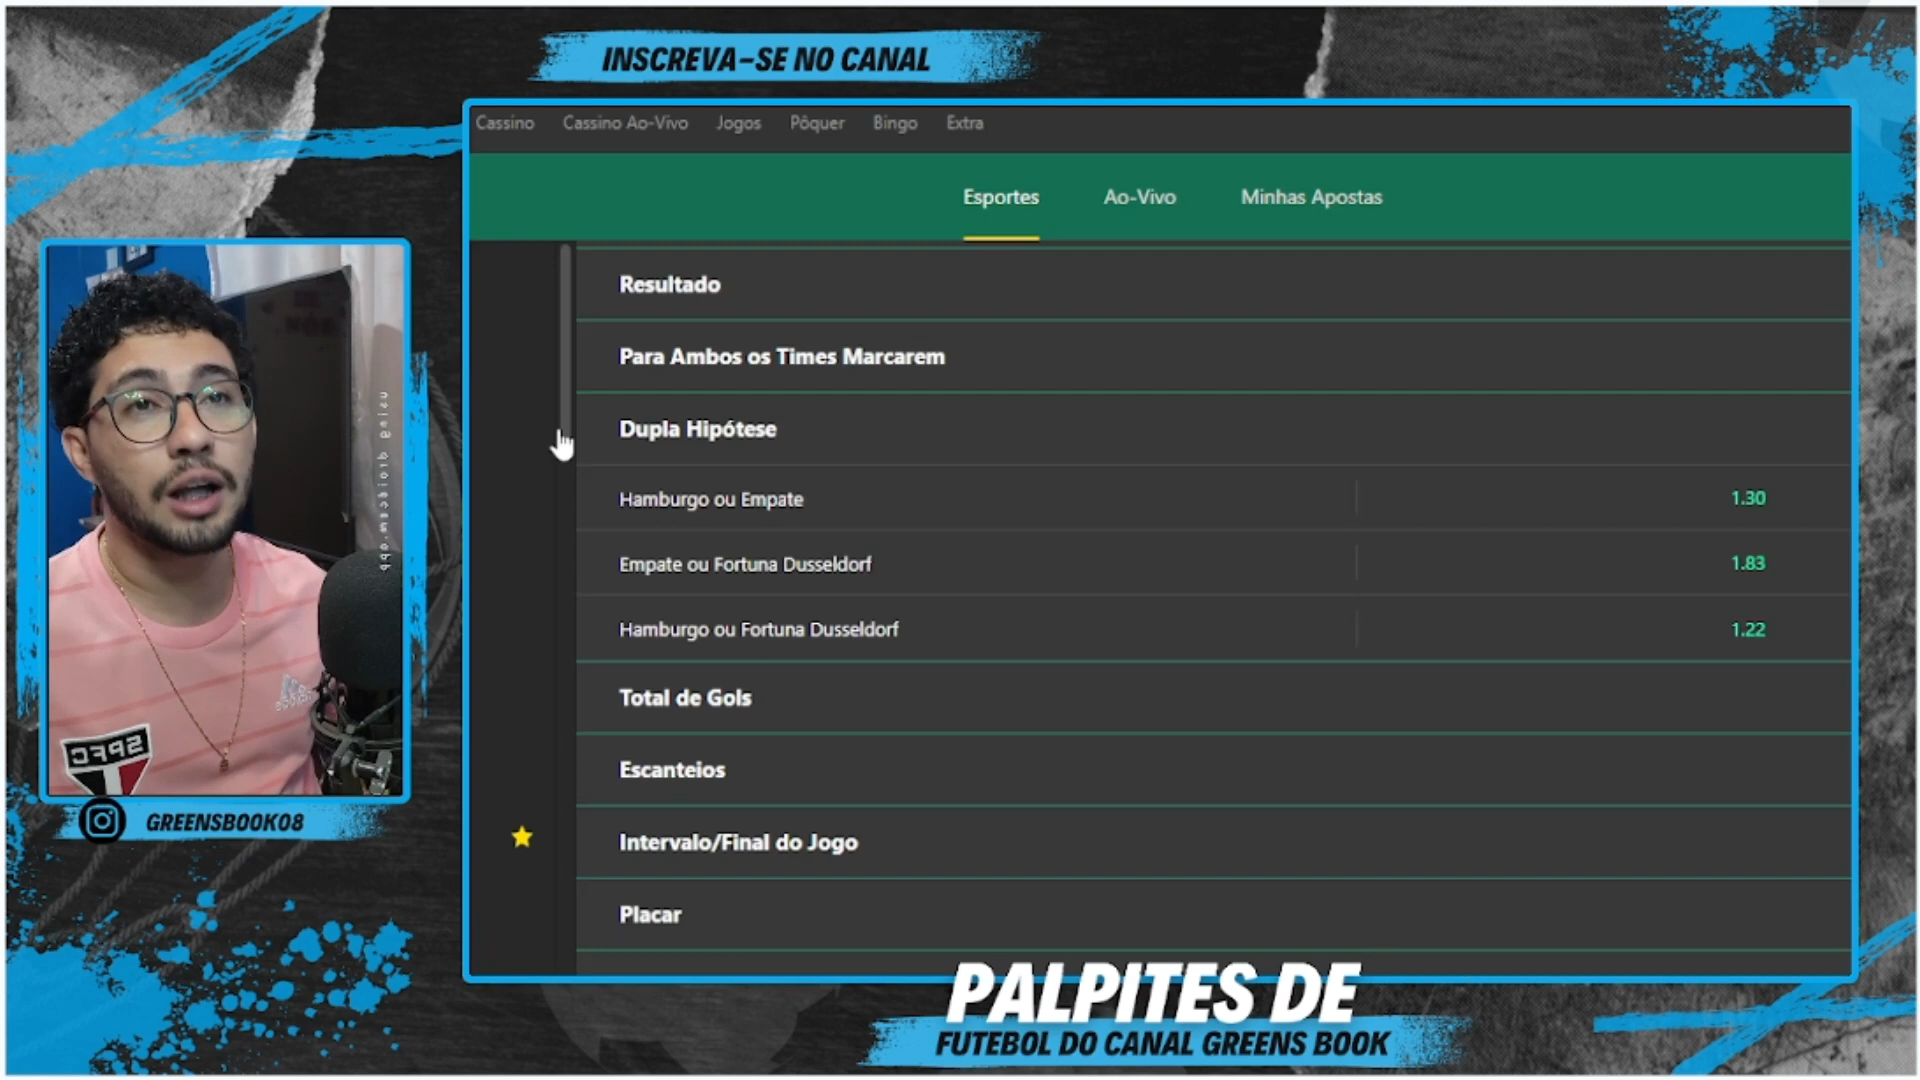 INSCREVA-SE NO CANAL
Cassino Cassino Ao-Vivo Jogos Pôquer Bingo Extra
Esportes Ao-Vivo Minhas Apostas
Resultado
Para Ambos os Times Marcarem
Dupla Hipótese
Hamburgo ou Empate 1.30
Empate ou Fortuna Dusseldorf 1.83
Hamburgo ou Fortuna Dusseldorf 1.22
Total de Gols
Escanteios
Intervalo/Final do Jogo
Placar
SPFC
GREENSBOOK08
PALPITES DE
FUTEBOL DO CANAL GREENS BOOK